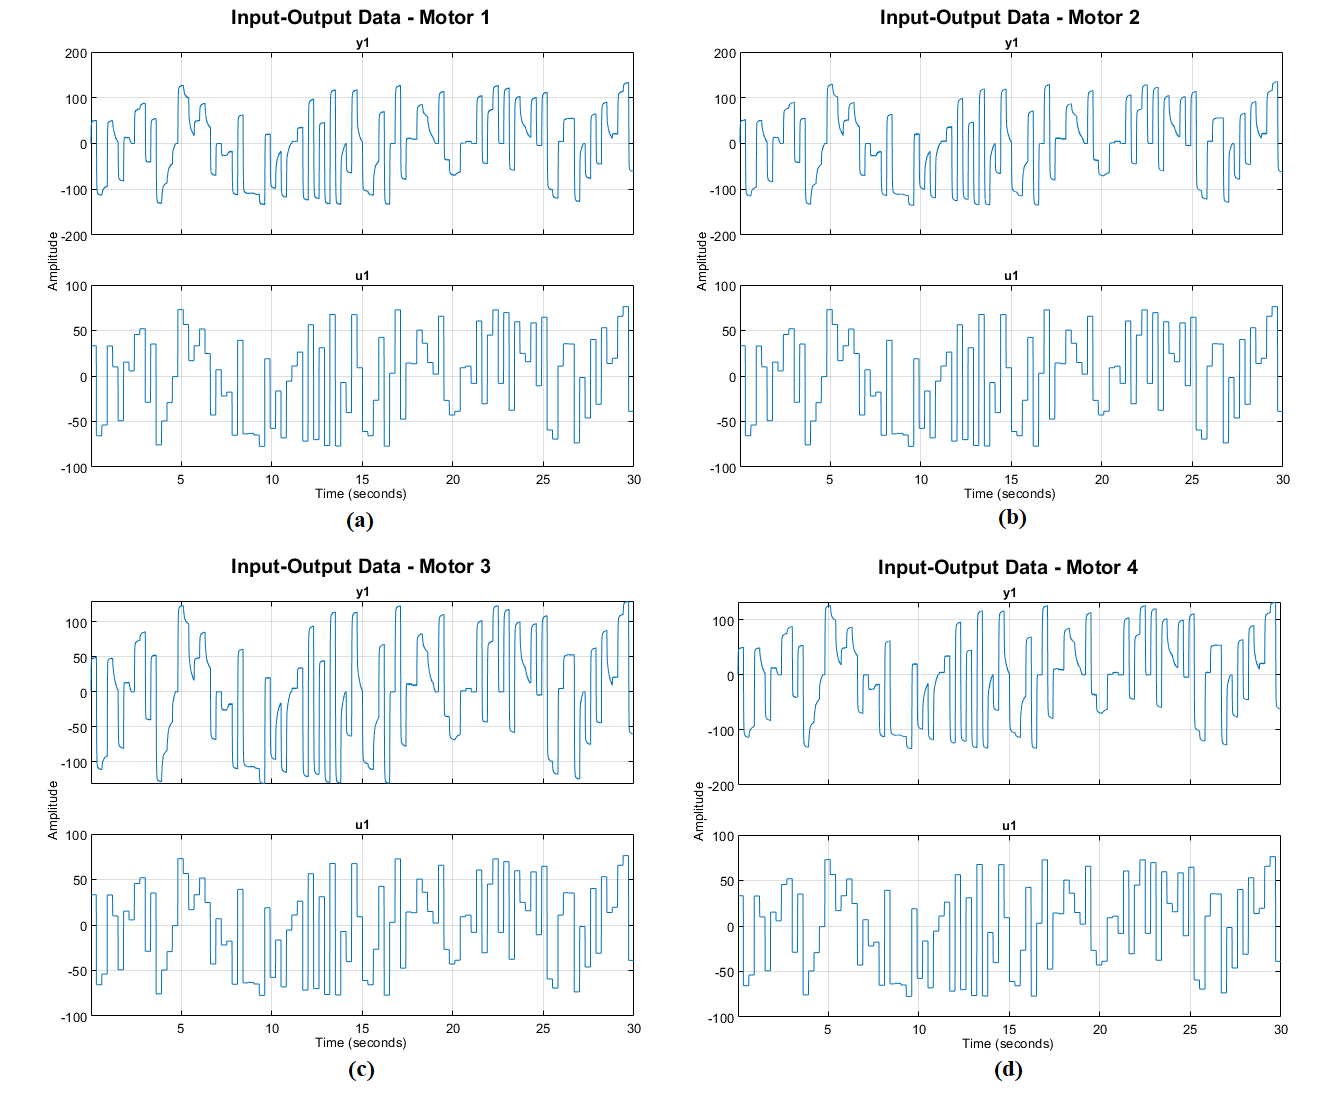 Input-Output Data - Motor 1
y1
200
100
0
-100
-200
Amplitude
u1
100
50
0
-50
-100
5
10
15
20
25
30
Time (seconds)
(a)
Input-Output Data - Motor 2
y1
200
100
0
-100
-200
Amplitude
u1
100
50
0
-50
-100
5
10
15
20
25
30
Time (seconds)
(b)
Input-Output Data - Motor 3
y1
100
50
0
-50
-100
Amplitude
u1
100
50
0
-50
-100
5
10
15
20
25
30
Time (seconds)
(c)
Input-Output Data - Motor 4
y1
100
0
-100
-200
Amplitude
u1
100
50
0
-50
-100
5
10
15
20
25
30
Time (seconds)
(d)